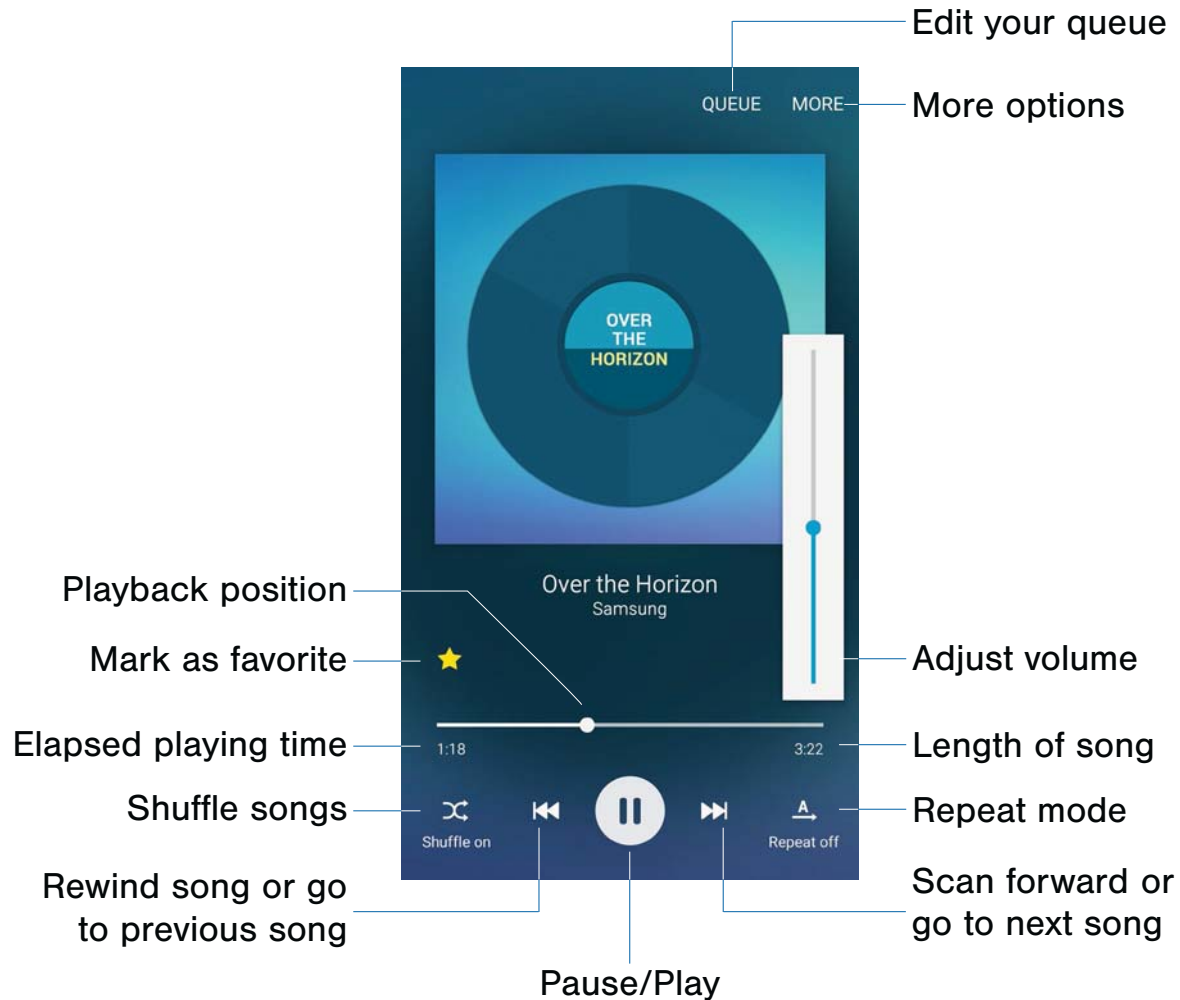 Edit your queue
QUEUE
MORE
More options
OVER
THE
HORIZON
Over the Horizon
Samsung
Playback position
Mark as favorite
Adjust volume
Elapsed playing time
1:18
3:22
Length of song
Shuffle songs
Shuffle on
A
Repeat off
Repeat mode
Rewind song or go
to previous song
Scan forward or
go to next song
Pause/Play